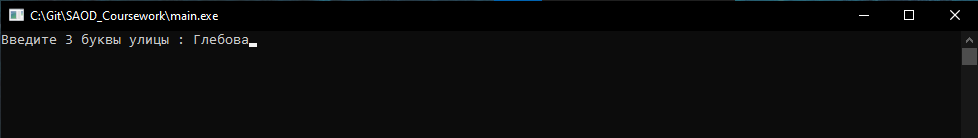 C:\Git\SAOD_Coursework\main.exe
Введите 3 буквы улицы : Глебова